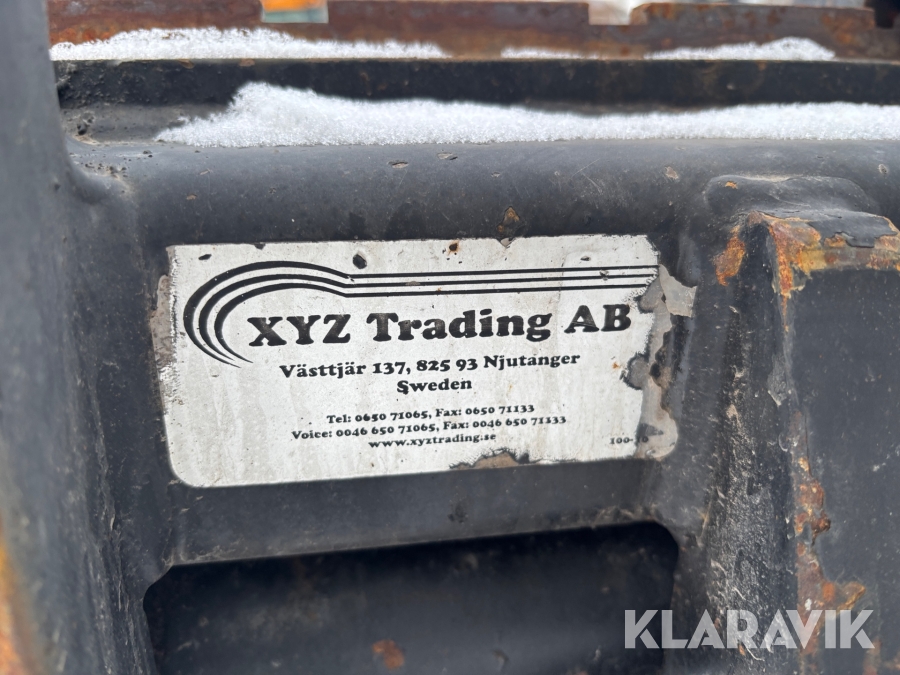 XYZ Trading AB
Västtjär 137, 825 93 Njutanger
Sweden
Tel: 0650 71065, Fax: 0650 71133
Voice: 0046 650 71065, Fax: 0046 650 71133
www.xyztrading.se
KLARAVIK